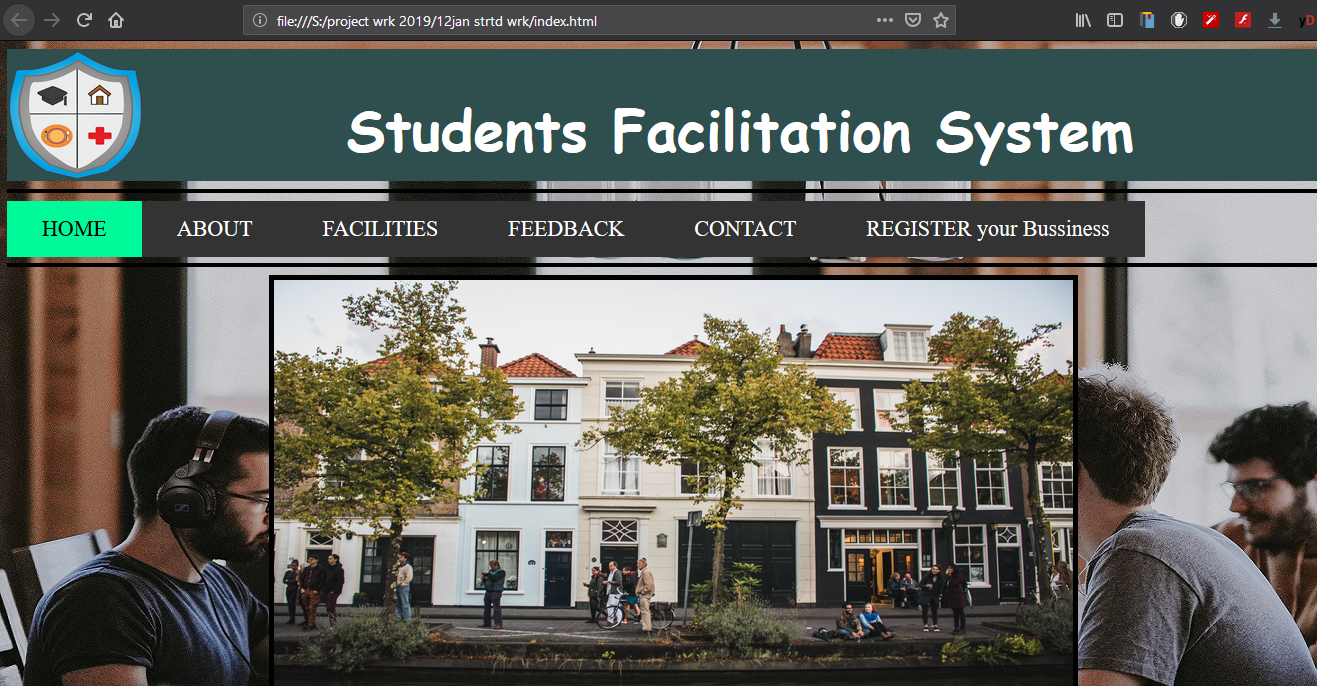 file:///S:/project wrk 2019/12jan strtd wrk/index.html
yD
Students Facilitation System
HOME ABOUT FACILITIES FEEDBACK CONTACT REGISTER your Bussiness